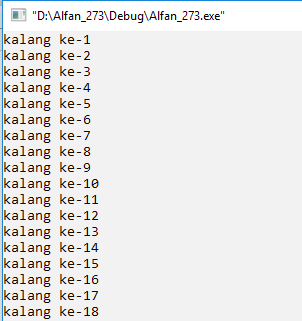 "D:\Alfan_273\Debug\Alfan_273.exe"
kalang ke-1
kalang ke-2
kalang ke-3
kalang ke-4
kalang ke-5
kalang ke-6
kalang ke-7
kalang ke-8
kalang ke-9
kalang ke-10
kalang ke-11
kalang ke-12
kalang ke-13
kalang ke-14
kalang ke-15
kalang ke-16
kalang ke-17
kalang ke-18